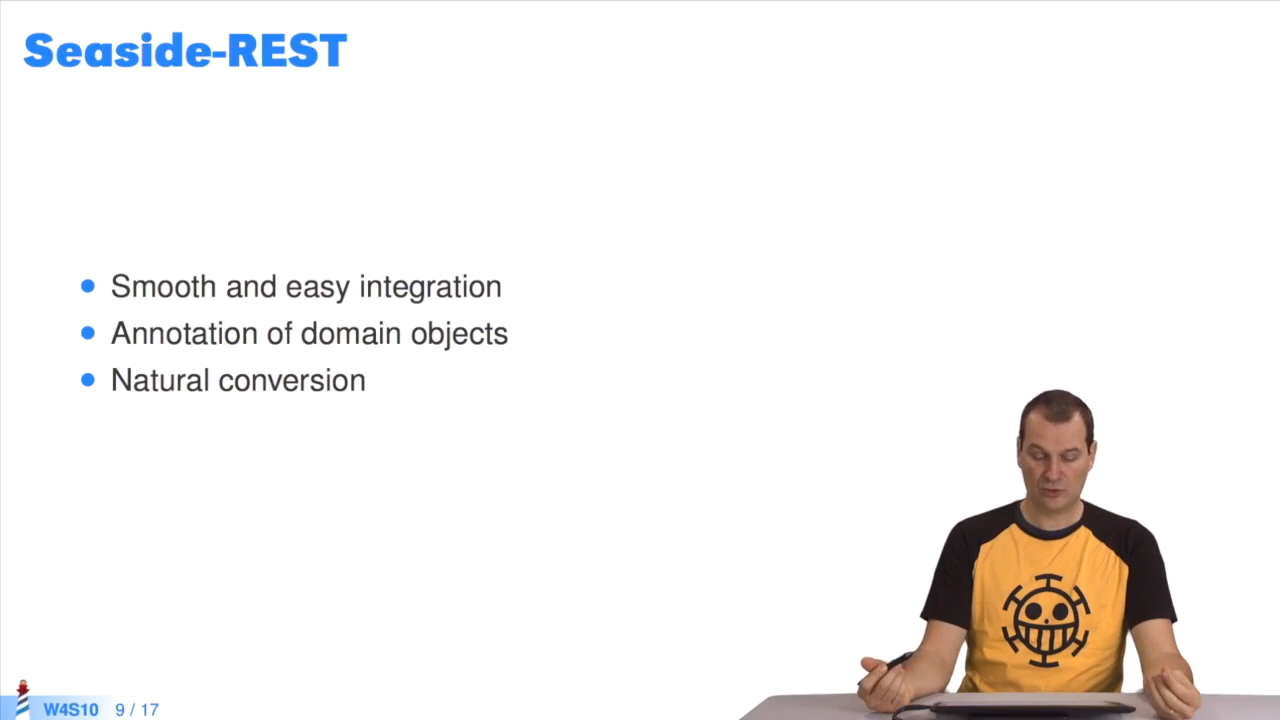 Seaside-REST
Smooth and easy integration
Annotation of domain objects
Natural conversion
W4S10 9 / 17